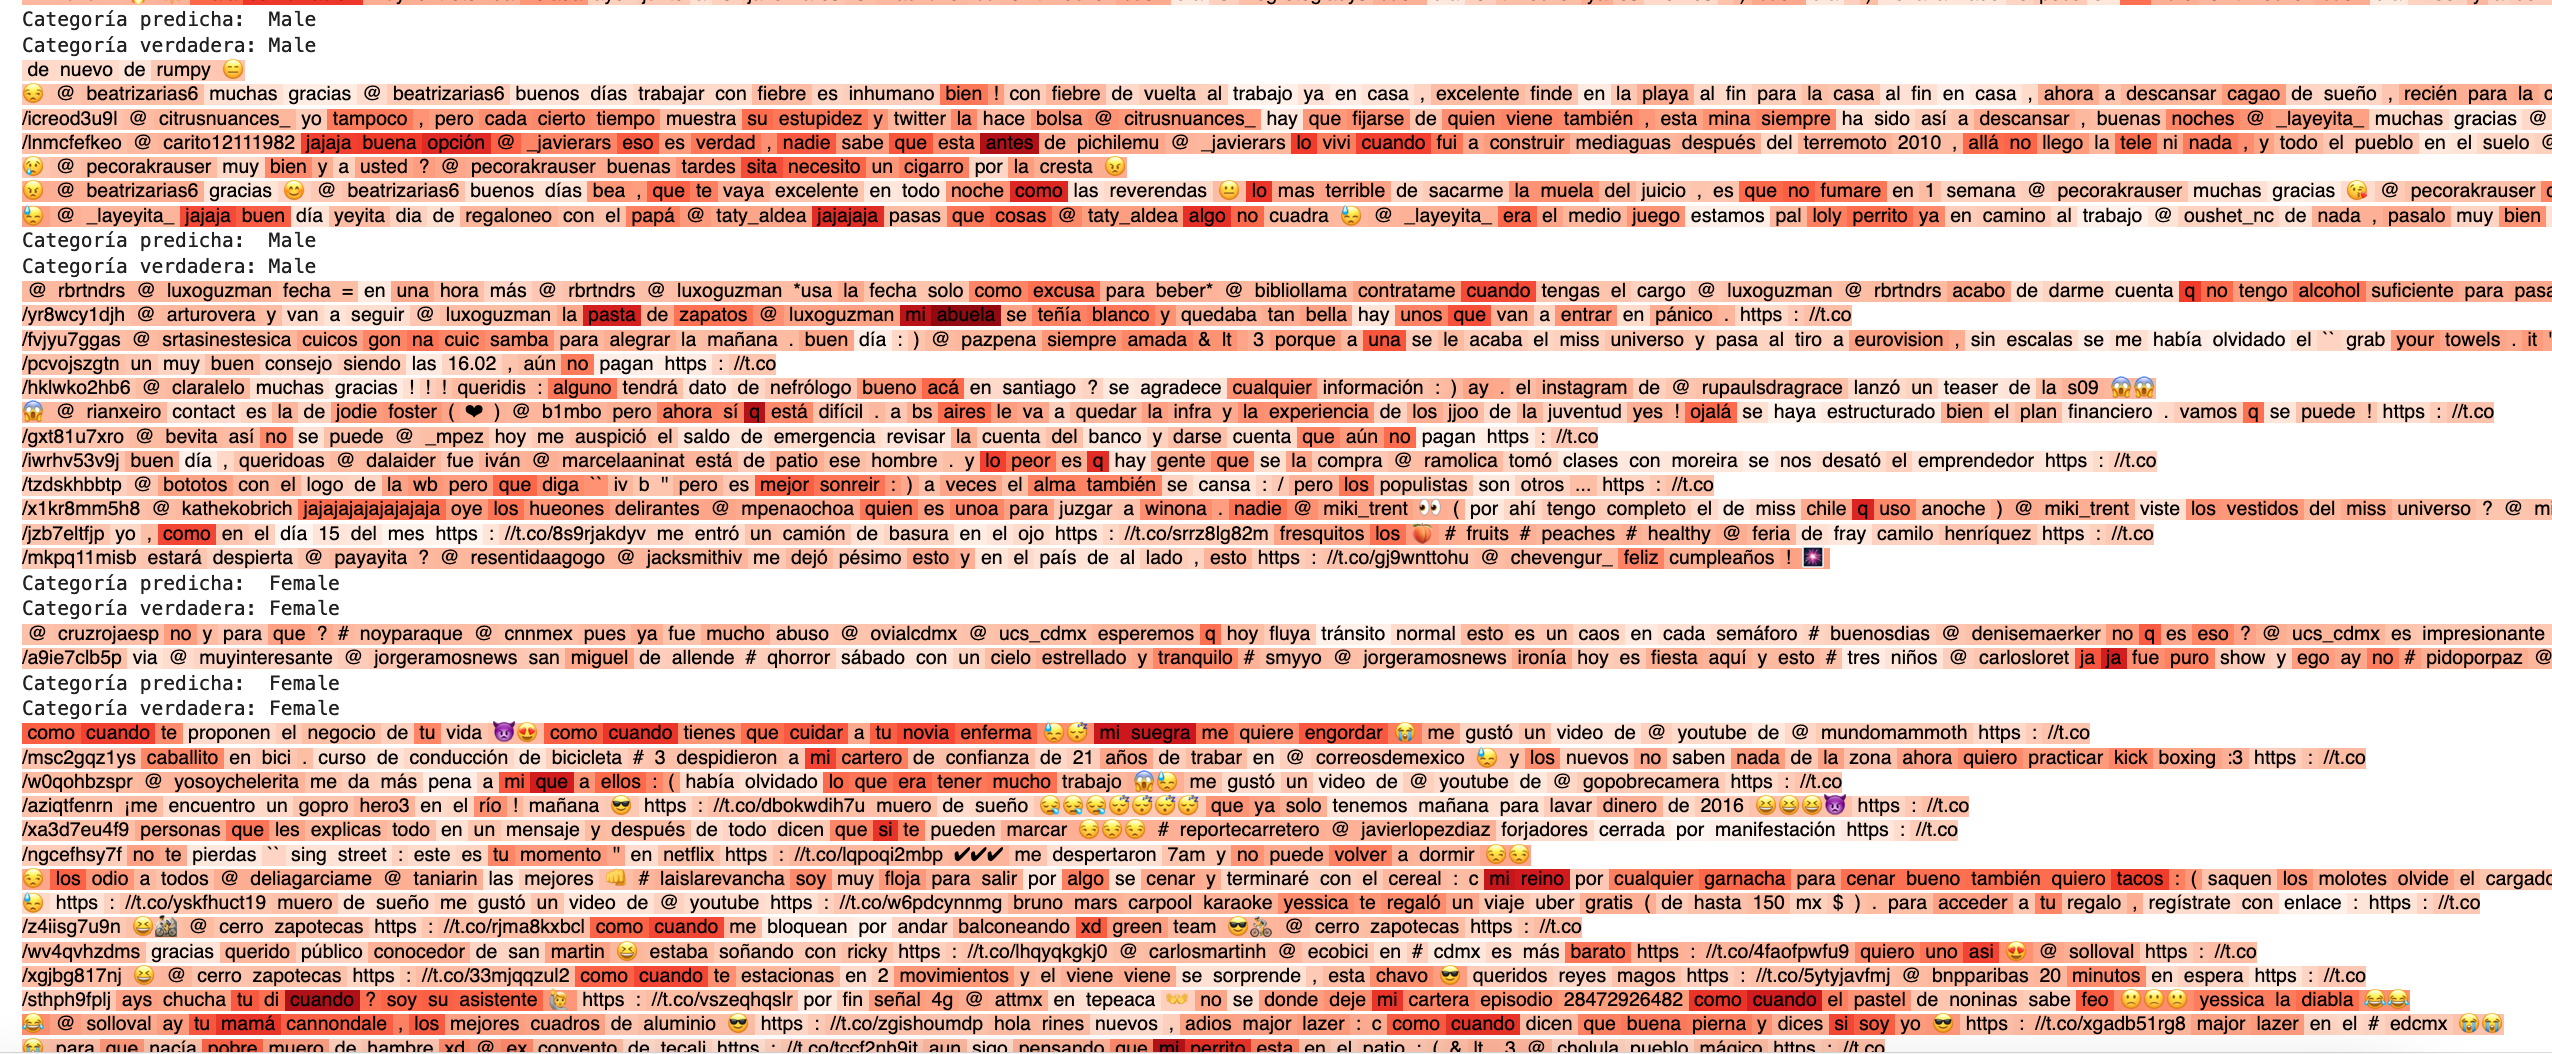 Categoría predicha:  Male
Categoría verdadera: Male
de nuevo de rumpy 😑
😒 @ beatrizarias6 muchas gracias @ beatrizarias6 buenos días trabajar con fiebre es inhumano bien ! con fiebre de vuelta al trabajo ya en casa , excelente finde en la playa al fin para la casa al fin en casa , ahora a descansar cagao de sueño , recién para la
/icreod3u9l @ citrusnuances_ yo tampoco , pero cada cierto tiempo muestra su estupidez y twitter la hace bolsa @ citrusnuances_ hay que fijarse de quien viene también , esta mina siempre ha sido así a descansar , buenas noches @ _layeyita_ muchas gracias @
/lnmcfefkeo @ carito12111982 jajaja buena opción @ _javierars eso es verdad , nadie sabe que esta antes de pichilemu @ _javierars lo vivi cuando fui a construir mediaguas después del terremoto 2010 , allá no llego la tele ni nada , y todo el pueblo en el suelo @
😢 @ pecorakrauser muy bien y a usted ? @ pecorakrauser buenas tardes sita necesito un cigarro por la cresta 😠
😠 @ beatrizarias6 gracias 😊 @ beatrizarias6 buenos días bea , que te vaya excelente en todo noche como las reverendas 😐 lo mas terrible de sacarme la muela del juicio , es que no fumare en 1 semana @ pecorakrauser muchas gracias 😘 @ pecorakrauser
😓 @ _layeyita_ jajaja buen día yeyita dia de regaloneo con el papá @ taty_aldea jajajaja pasas que cosas @ taty_aldea algo no cuadra 😓 @ _layeyita_ era el medio juego estamos pal loly perrito ya en camino al trabajo @ oushet_nc de nada , pasalo muy bien
Categoría predicha:  Male
Categoría verdadera: Male
@ rbrtndrs @ luxoguzman fecha = en una hora más @ rbrtndrs @ luxoguzman *usa la fecha solo como excusa para beber* @ bibliollama contratame cuando tengas el cargo @ luxoguzman @ rbrtndrs acabo de darme cuenta q no tengo alcohol suficiente para
/yr8wcy1djh @ arturovera y van a seguir @ luxoguzman la pasta de zapatos @ luxoguzman mi abuela se teñía blanco y quedaba tan bella hay unos que van a entrar en pánico . https : //t.co
/fvjyu7ggas @ srtasinestesica cuicos gon na cuic samba para alegrar la mañana . buen día : ) @ pazpena siempre amada & lt 3 porque a una se le acaba el miss universo y pasa al tiro a eurovision , sin escalas se me había olvidado el `` grab your towels . it '
/pcvojszgtn un muy buen consejo siendo las 16.02 , aún no pagan https : //t.co
/hklwko2hb6 @ claralelo muchas gracias ! ! ! queridis : alguno tendrá dato de nefrólogo bueno acá en santiago ? se agradece cualquier información : ) ay . el instagram de @ rupaulsdragrace lanzó un teaser de la s09 😱😱
😱 @ rianxeiro contact es la de jodie foster ( ❤ ) @ b1mbo pero ahora sí q está difícil . a bs aires le va a quedar la infra y la experiencia de los jjoo de la juventud yes ! ojalá se haya estructurado bien el plan financiero . vamos q se puede ! https : //t.co
/gxt81u7xro @ bevita así no se puede @ _mpez hoy me auspició el saldo de emergencia revisar la cuenta del banco y darse cuenta que aún no pagan https : //t.co
/iwrhv53v9j buen día , queridoas @ dalaider fue iván @ marcelaaninat está de patio ese hombre . y lo peor es q hay gente que se la compra @ ramolica tomó clases con moreira se nos desató el emprendedor https : //t.co
/tzdskhbbtp @ bototos con el logo de la wb pero que diga `` iv b " pero es mejor sonreir : ) a veces el alma también se cansa : / pero los populistas son otros ... https : //t.co
/x1kr8mm5h8 @ kathekobrich jajajajajajajaja oye los hueones delirantes @ mpenaochoa quien es unoa para juzgar a winona . nadie @ miki_trent 👀 ( por ahí tengo completo el de miss chile q uso anoche ) @ miki_trent viste los vestidos del miss universo ? @
/jzb7eltfjp yo , como en el día 15 del mes https : //t.co/8s9rjakdyv me entró un camión de basura en el ojo https : //t.co/srrz8lg82m fresquitos los 🍑 # fruits # peaches # healthy @ feria de fray camilo henríquez https : //t.co
/mkpq11misb estará despierta @ payayita ? @ resentidaagogo @ jacksmithiv me dejó pésimo esto y en el país de al lado , esto https : //t.co/gj9wnttohu @ chevengur_ feliz cumpleaños ! 🎆
Categoría predicha:  Female
Categoría verdadera: Female
@ cruzrojaesp no y para que ? # noyparaque @ cnnmex pues ya fue mucho abuso @ ovialcdmx @ ucs_cdmx esperemos q hoy fluya tránsito normal esto es un caos en cada semáforo # buenosdias @ denisemaerker no q es eso ? @ ucs_cdmx es impresionante
/a9ie7clb5p via @ muyinteresante @ jorgeramosnews san miguel de allende # qhorror sábado con un cielo estrellado y tranquilo # smyyo @ jorgeramosnews ironía hoy es fiesta aquí y esto # tres niños @ carlosloret ja ja fue puro show y ego ay no # pidoporpaz @
Categoría predicha:  Female
Categoría verdadera: Female
como cuando te proponen el negocio de tu vida 😈😍 como cuando tienes que cuidar a tu novia enferma 😓😴 mi suegra me quiere engordar 😭 me gustó un video de @ youtube de @ mundomammoth https : //t.co
/msc2gqz1ys caballito en bici . curso de conducción de bicicleta # 3 despidieron a mi cartero de confianza de 21 años de trabar en @ correosdemexico 😓 y los nuevos no saben nada de la zona ahora quiero practicar kick boxing :3 https : //t.co
/w0qohbzspr @ yosoychelerita me da más pena a mi que a ellos : ( había olvidado lo que era tener mucho trabajo 😱😓 me gustó un video de @ youtube de @ gopobrecamera https : //t.co
/aziqtfenrn ¡me encuentro un gopro hero3 en el río ! mañana 😎 https : //t.co/dbokwdih7u muero de sueño 😪😪😪😴😴😴😴 que ya solo tenemos mañana para lavar dinero de 2016 😆😆😆😈 https : //t.co
/xa3d7eu4f9 personas que les explicas todo en un mensaje y después de todo dicen que si te pueden marcar 😒😒😒 # reportecarretero @ javierlopezdiaz forjadores cerrada por manifestación https : //t.co
/ngcefhsy7f no te pierdas `` sing street : este es tu momento " en netflix https : //t.co/lqpoqi2mbp ✔✔✔ me despertaron 7am y no puede volver a dormir 😒😒
😒 los odio a todos @ deliagarciame @ taniarin las mejores 👊 # laislarevancha soy muy floja para salir por algo se cenar y terminaré con el cereal : c mi reino por cualquier garnacha para cenar bueno también quiero tacos : ( saquen los molotes olvide el
😓 https : //t.co/yskfhuct19 muero de sueño me gustó un video de @ youtube https : //t.co/w6pdcynnmg bruno mars carpool karaoke yessica te regaló un viaje uber gratis ( de hasta 150 mx $ ) . para acceder a tu regalo , regístrate con enlace : https : //t.co
/z4iisg7u9n 😆🚵 @ cerro zapotecas https : //t.co/rjma8kxbcl como cuando me bloquean por andar balconeando xd green team 😎🚴 @ cerro zapotecas https : //t.co
/wv4qvhzdms gracias querido público conocedor de san martin 😆 estaba soñando con ricky https : //t.co/lhqyqkgkj0 @ carlosmartinh @ ecobici en # cdmx es más barato https : //t.co/4faofpwfu9 quiero uno asi 😍 @ solloval https : //t.co
/xgjbg817nj 😆 @ cerro zapotecas https : //t.co/33mjqqzul2 como cuando te estacionas en 2 movimientos y el viene viene se sorprende , esta chavo 😎 queridos reyes magos https : //t.co/5ytyjavfmj @ bnpparibas 20 minutos en espera https : //t.co
/sthph9fplj ays chucha tu di cuando ? soy su asistente 🙋 https : //t.co/vszeqhqslr por fin señal 4g @ attmx en tepeaca 👐 no se donde deje mi cartera episodio 28472926482 como cuando el pastel de noninas sabe feo 🙁🙁🙁 yessica la diabla 😂😂
😂 @ solloval ay tu mamá cannondale , los mejores cuadros de aluminio 😎 https : //t.co/zgishoumdp hola rines nuevos , adios major lazer : c como cuando dicen que buena pierna y dices si soy yo 😎 https : //t.co/xgadb51rg8 major lazer en el # edcmx 😭😭
😭 para que nacía pobre muero de hambre xd @ ex convento de tecali https : //t.co/tccf2nh9it aun sigo pensando que mi perrito esta en el patio : ( & lt 3 @ cholula pueblo mágico https : //t.co